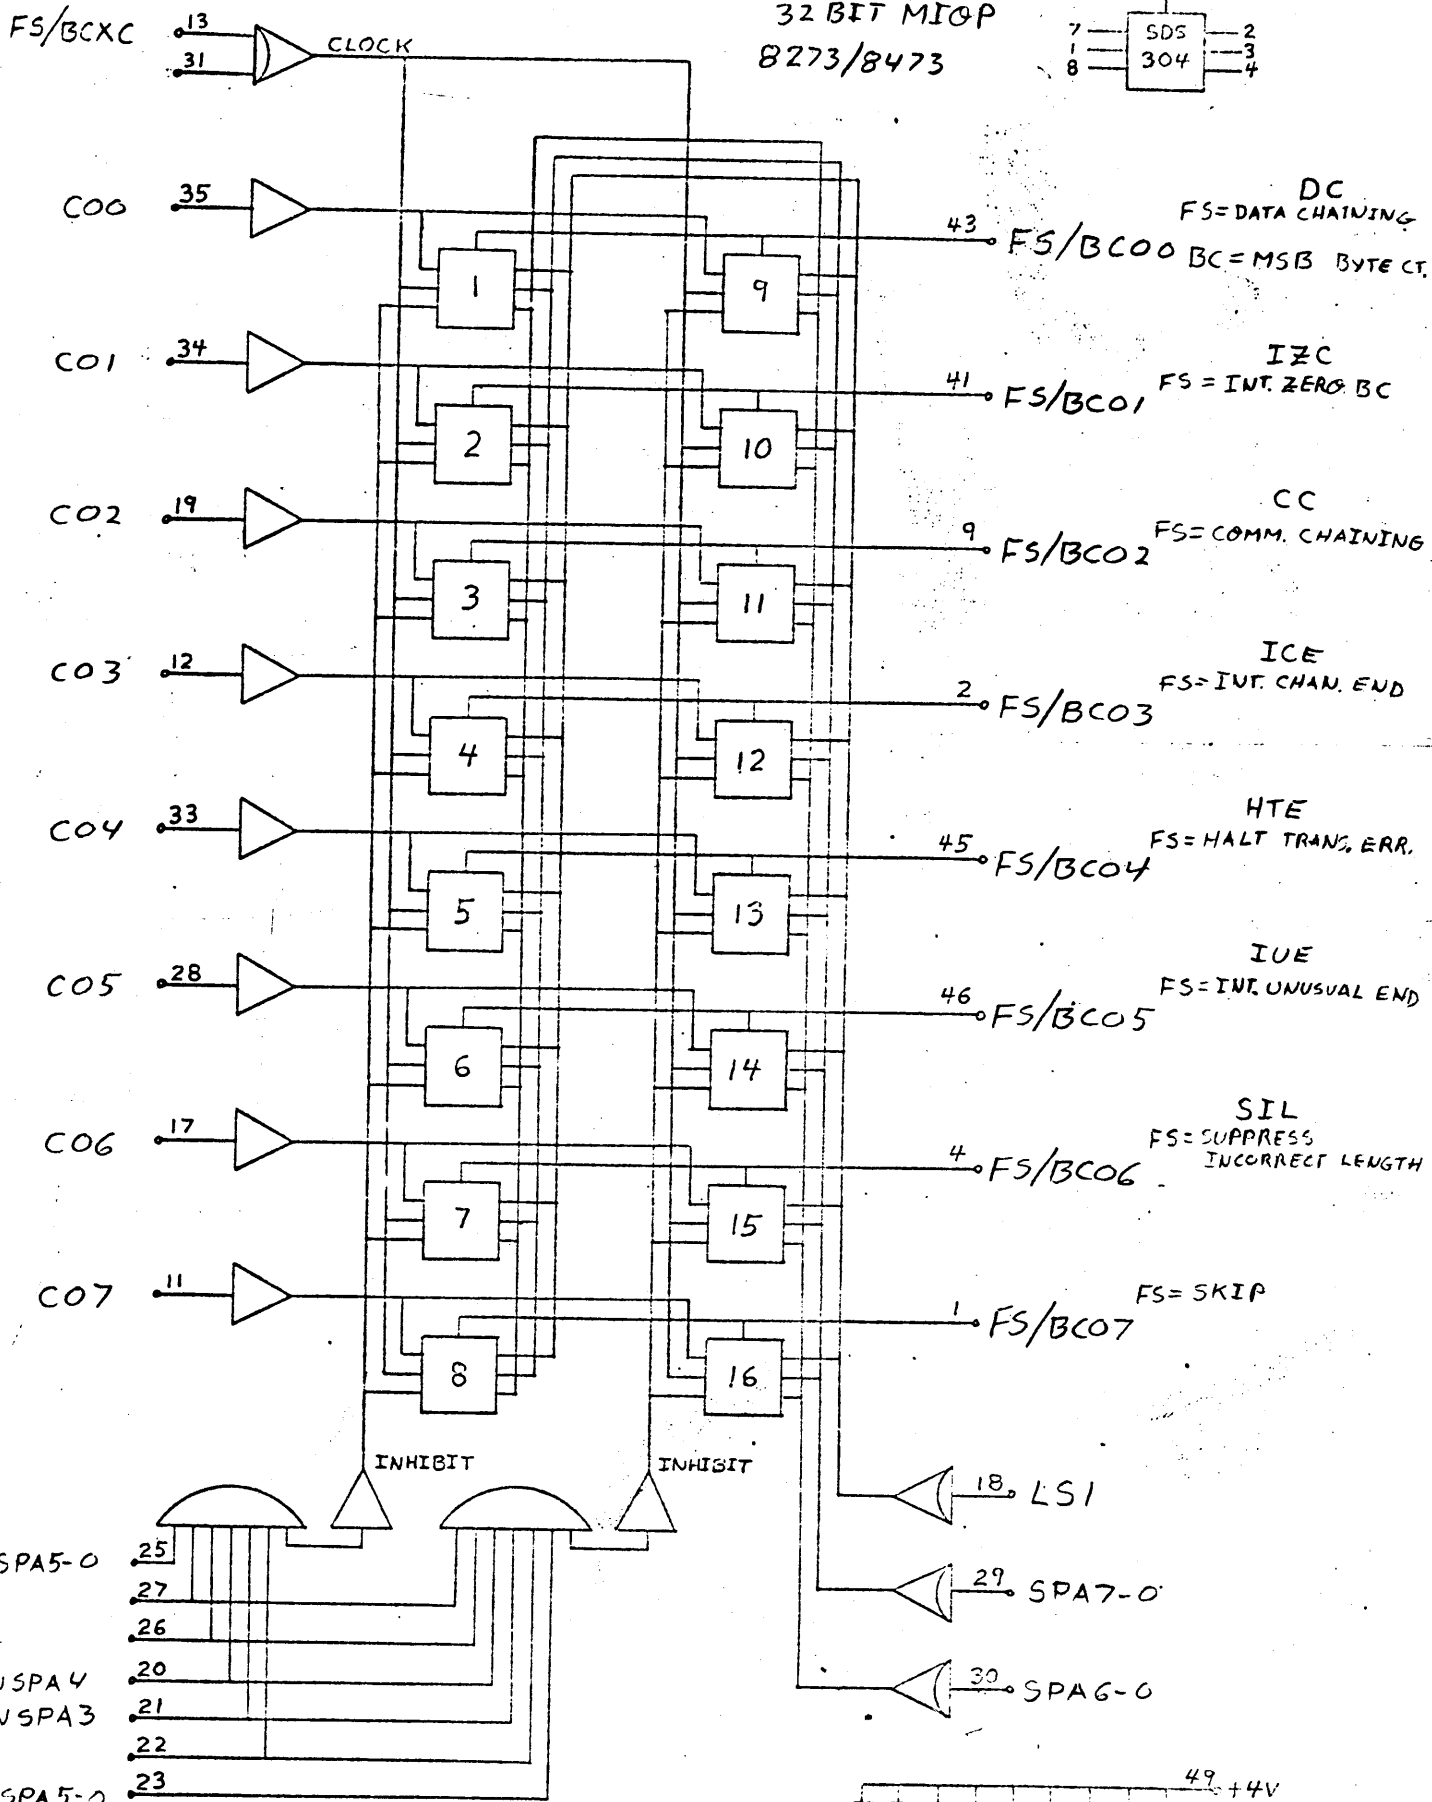 32 BIT MIOP
8273/8473
7 SDS 2
1 304 3
8 4
FS/BCXC 13
31
CLOCK
C00 35
43 FS/BC00
DC
FS=DATA CHAINING
BC=MSB BYTE CT.
1
9
C01 34
41 FS/BC01
IZC
FS=INT. ZERO BC
2
10
C02 19
9 FS/BC02
CC
FS=COMM. CHAINING
3
11
C03 12
2 FS/BC03
ICE
FS=INT. CHAN. END
4
12
C04 33
45 FS/BC04
HTE
FS=HALT TRANS. ERR.
5
13
C05 28
46 FS/BC05
IUE
FS=INT. UNUSUAL END
6
14
C06 17
4 FS/BC06
SIL
FS=SUPPRESS
INCORRECT LENGTH
7
15
C07 11
1 FS/BC07
FS=SKIP
8
16
INHIBIT
INHIBIT
18 LS1
SPA5-0 25
27
29 SPA7-0
26
SPA4 20
30 SPA6-0
SPA3 21
22
SPA5-0 23
49 +4V